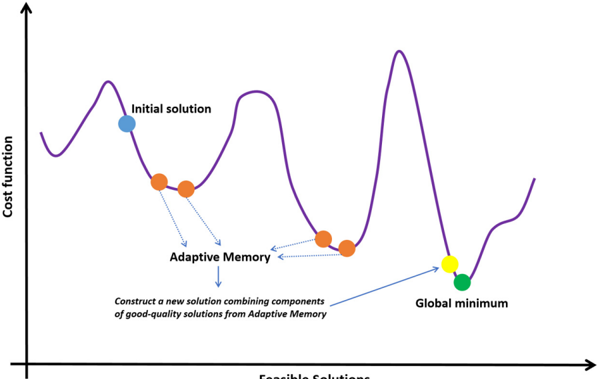 Cost function
Initial solution
Adaptive Memory
Construct a new solution combining components
of good-quality solutions from Adaptive Memory
Global minimum
Feasible Solutions